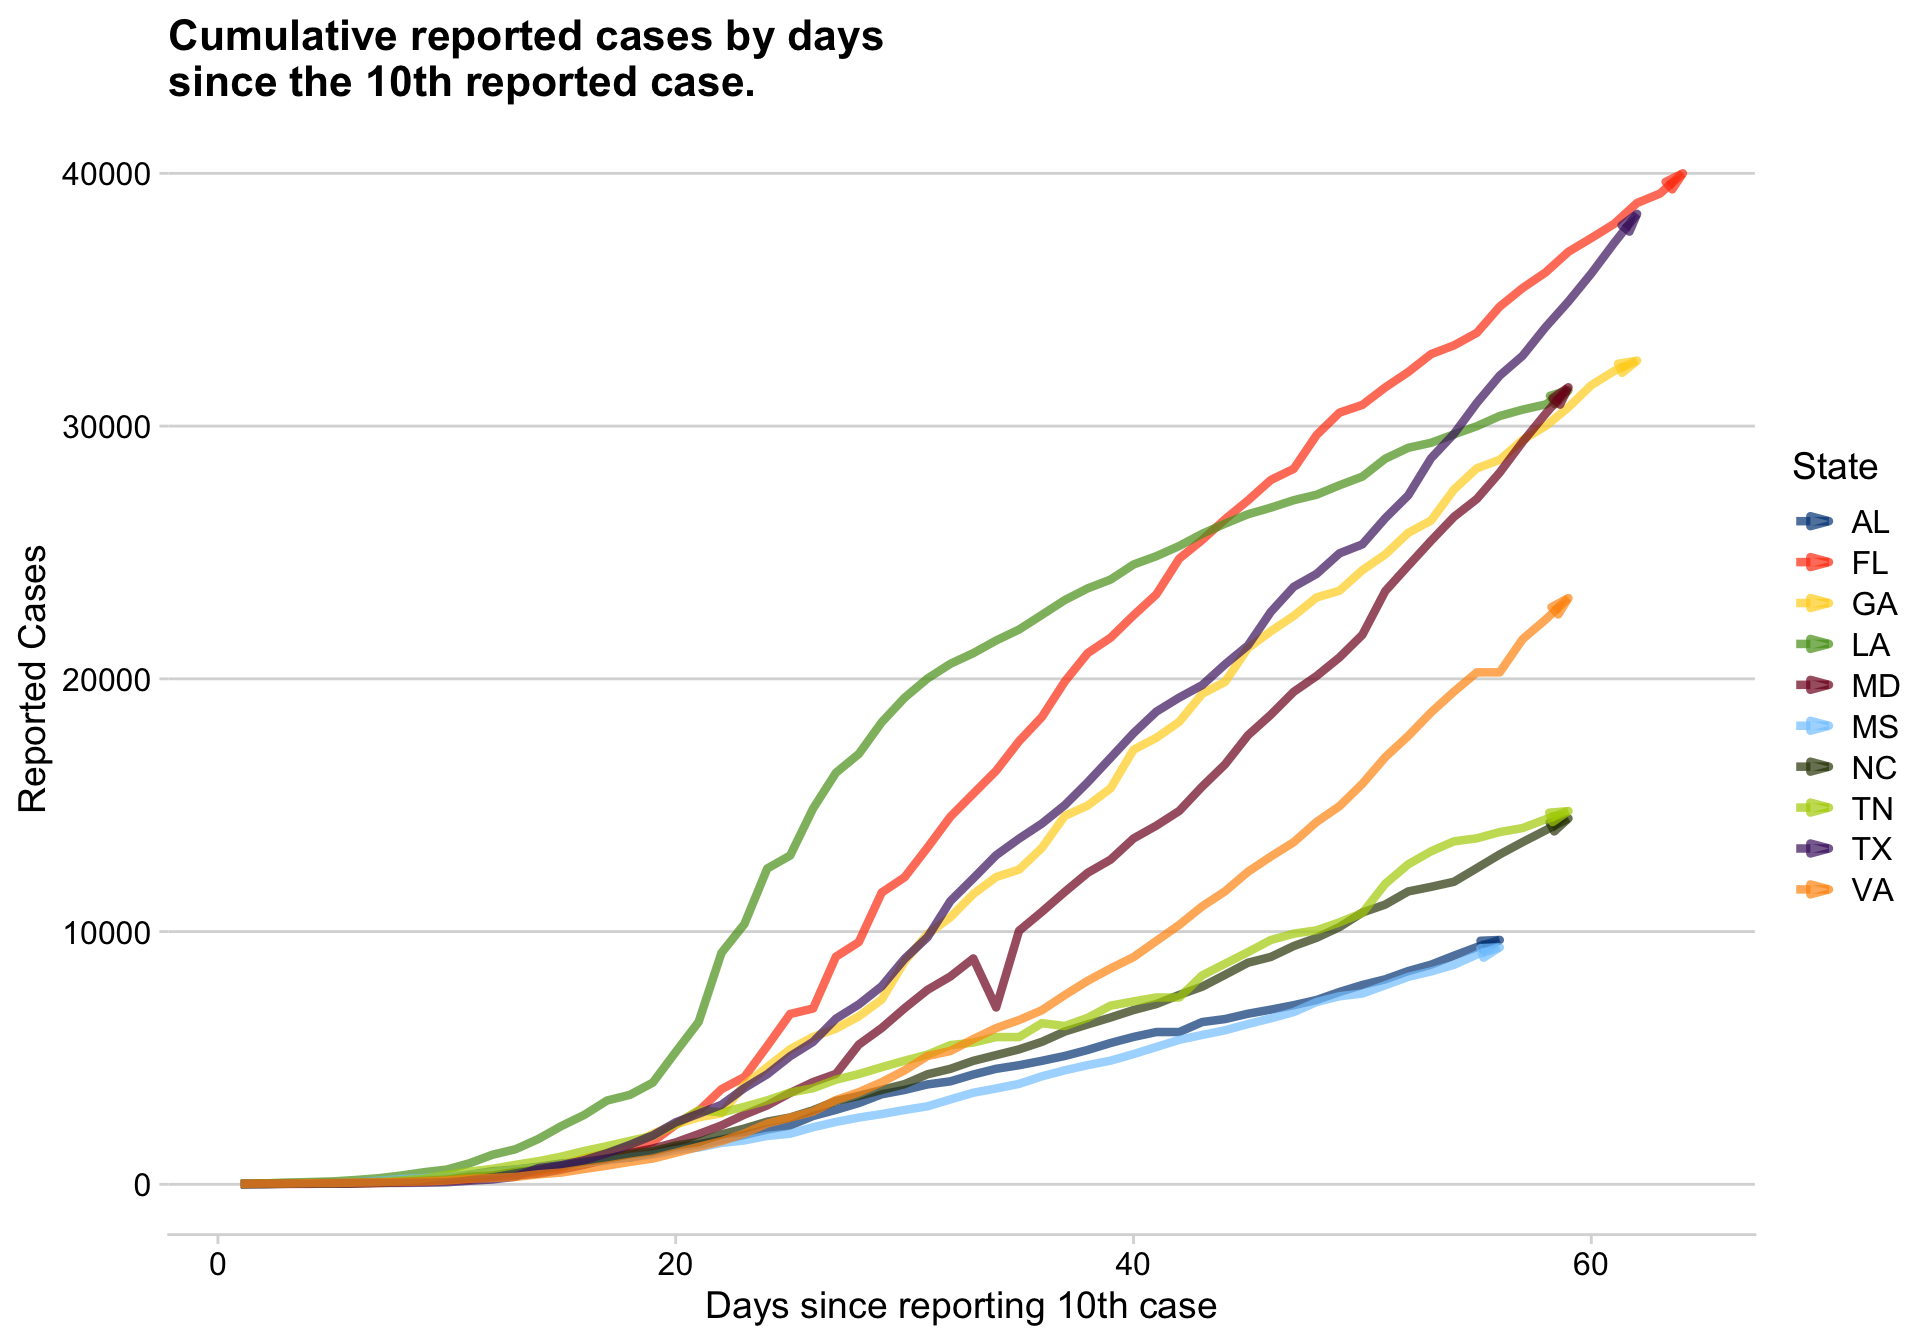 Cumulative reported cases by days
since the 10th reported case.
40000
30000
20000
10000
0
Reported Cases
0
20
40
60
Days since reporting 10th case
State
AL
FL
GA
LA
MD
MS
NC
TN
TX
VA